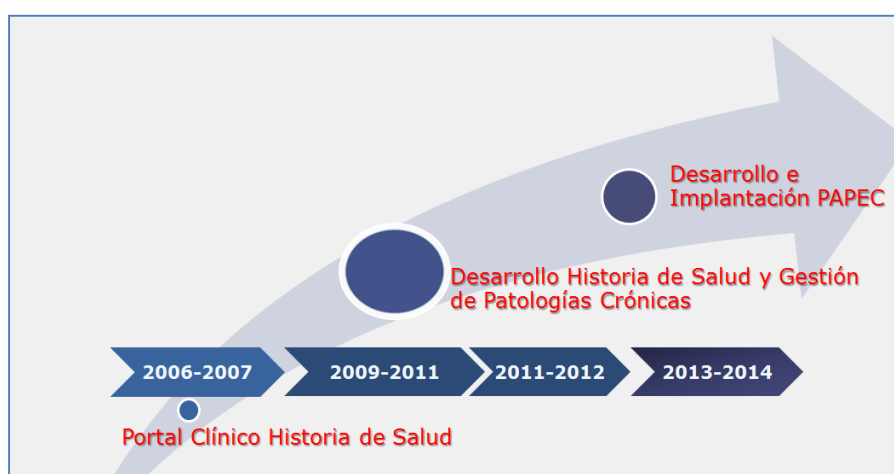 Desarrollo e
Implantación PAPEC
Desarrollo Historia de Salud y Gestión
de Patologías Crónicas
2006-2007
2009-2011
2011-2012
2013-2014
Portal Clínico Historia de Salud